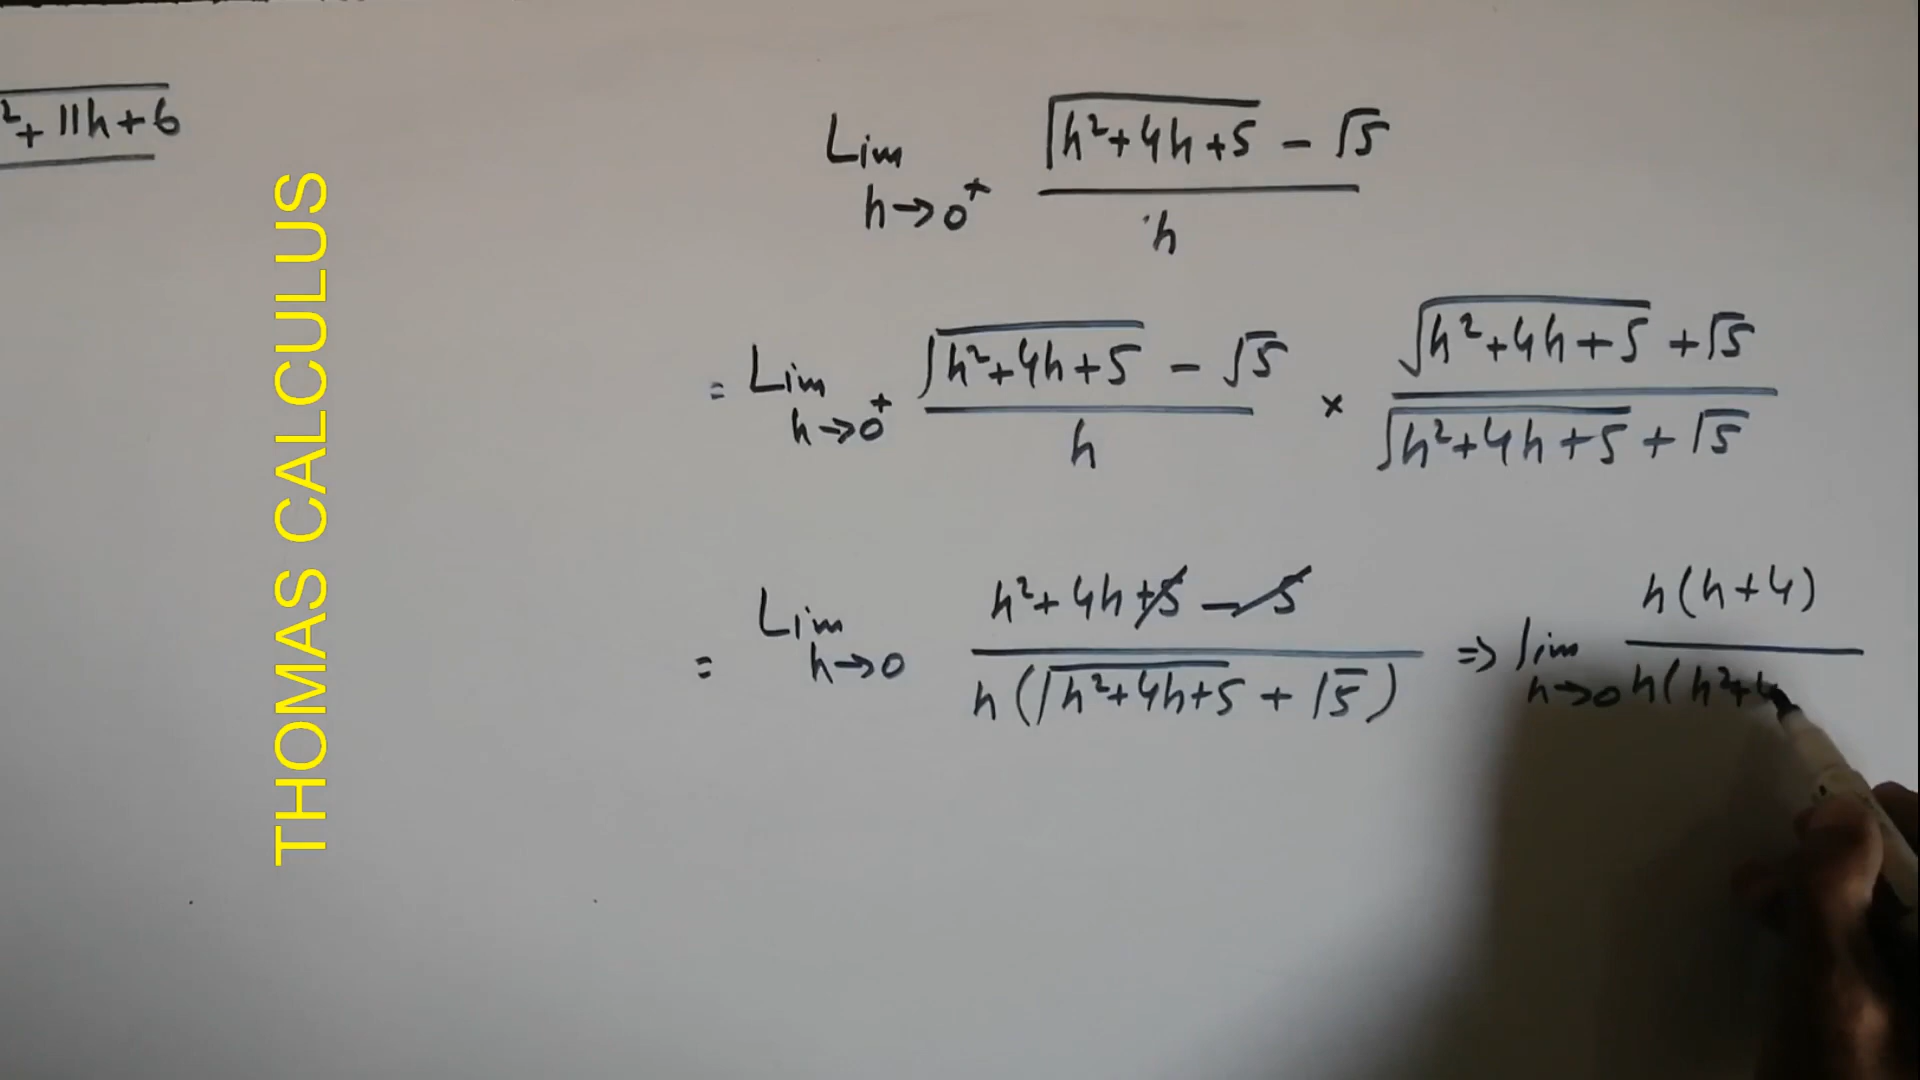 ²+ 11h+6
THOMAS CALCULUS
Lim h→0⁺ (√(h²+4h+5) − √5) / h
= Lim h→0⁺ (√(h²+4h+5) − √5) / h × (√(h²+4h+5) +√5) / (√(h²+4h+5) + √5)
= Lim h→0 (h²+4h+5 − 5) / (h(√(h²+4h+5) + √5)) ⇒ lim h→0 h(h+4) / h(h²+4